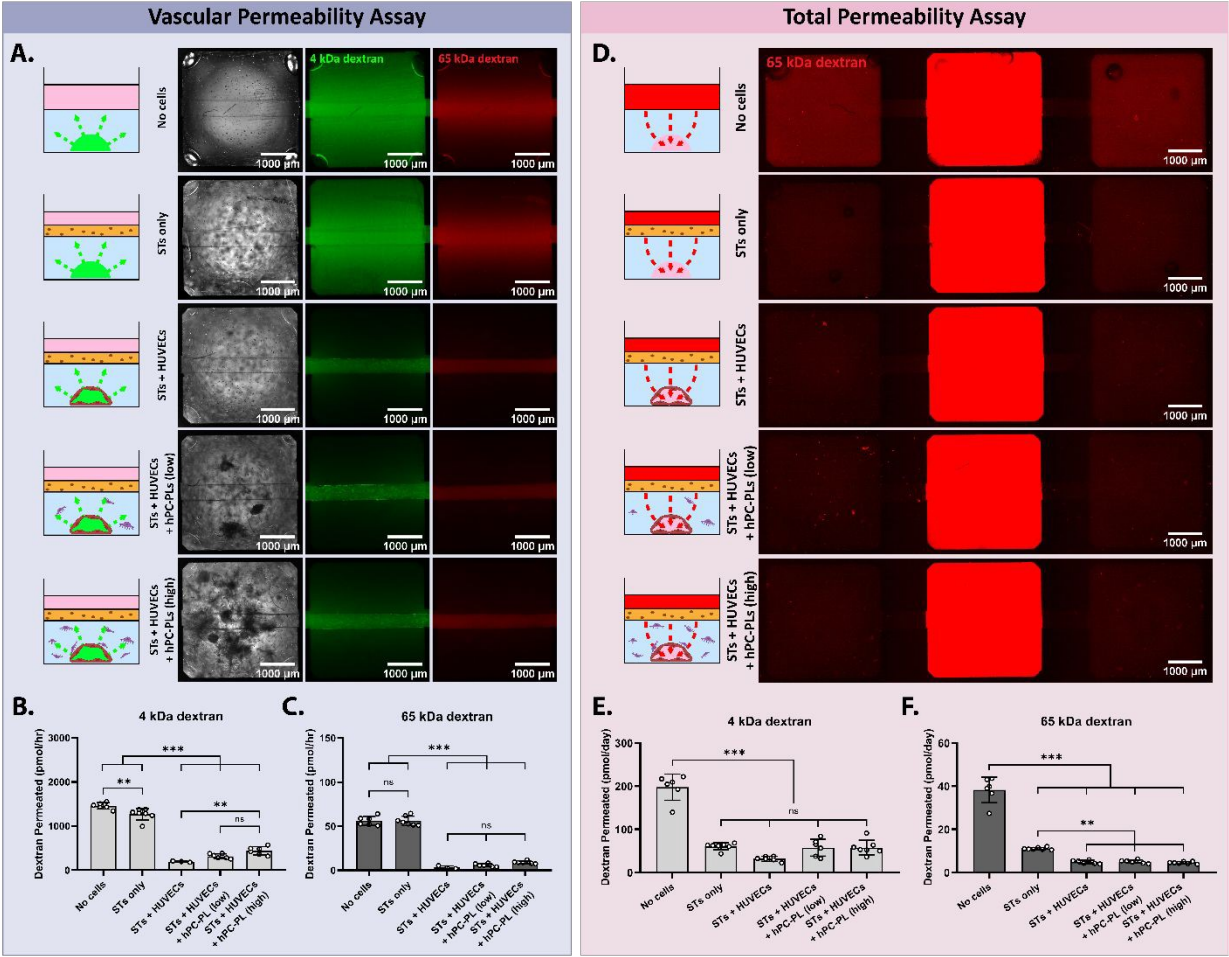 Vascular Permeability Assay
Total Permeability Assay
A.
4 kDa dextran
65 kDa dextran
No cells
1000 µm
1000 µm
1000 µm
STs only
1000 µm
1000 µm
1000 µm
STs + HUVECs
1000 µm
1000 µm
1000 µm
STs + HUVECs
+ hPC-PLs (low)
1000 µm
1000 µm
1000 µm
STs + HUVECs
+ hPC-PLs (high)
1000 µm
1000 µm
1000 µm
D.
65 kDa dextran
No cells
1000 µm
STs only
1000 µm
STs + HUVECs
1000 µm
STs + HUVECs
+ hPC-PLs (low)
1000 µm
STs + HUVECs
+ hPC-PLs (high)
1000 µm
B.
4 kDa dextran
Dextran Permeated (pmol/hr)
3000
2000
1000
0
***
**
**
ns
No cells
STs only
STs + HUVECs
STs + HUVECs
+ hPC-PL (low)
STs + HUVECs
+ hPC-PL (high)
C.
65 kDa dextran
Dextran Permeated (pmol/hr)
150
100
50
0
***
ns
ns
No cells
STs only
STs + HUVECs
STs + HUVECs
+ hPC-PL (low)
STs + HUVECs
+ hPC-PL (high)
E.
4 kDa dextran
Dextran Permeated (pmol/day)
300
200
100
0
***
ns
No cells
STs only
STs + HUVECs
STs + HUVECs
+ hPC-PL (low)
STs + HUVECs
+ hPC-PL (high)
F.
65 kDa dextran
Dextran Permeated (pmol/day)
60
40
20
0
***
**
No cells
STs only
STs + HUVECs
STs + HUVECs
+ hPC-PL (low)
STs + HUVECs
+ hPC-PL (high)